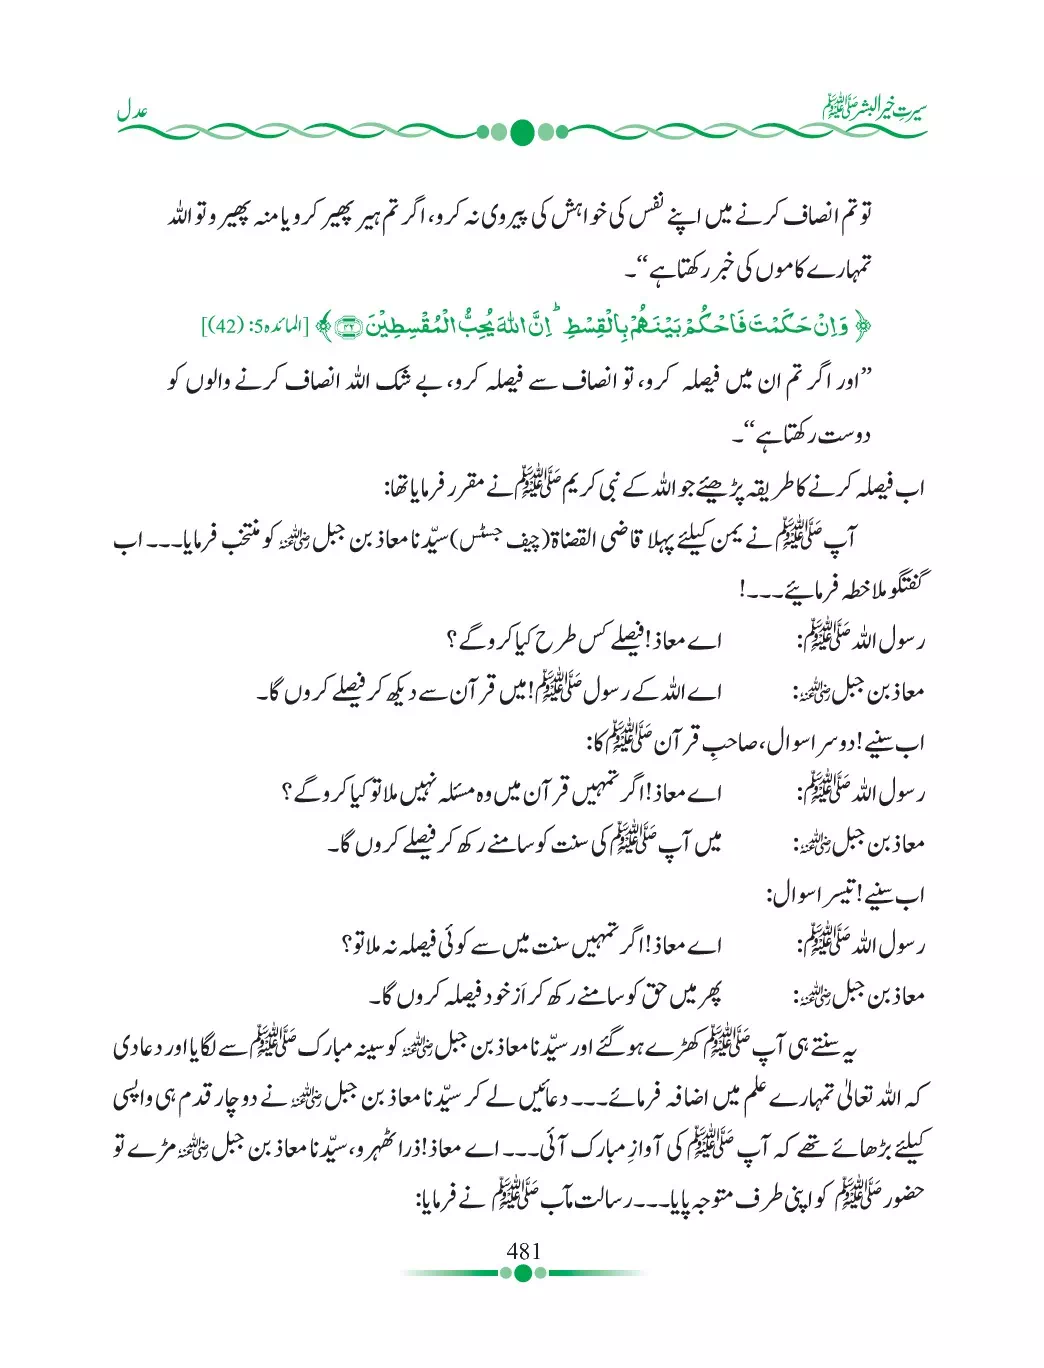 سیرتِ خیر البشر ﷺ
عدل
تو تم انصاف کرنے میں اپنے نفس کی خواہش کی پیروی نہ کرو، اگر تم ہیر پھیر کرو یا منہ پھیرو تو اللہ
تمہارے کاموں کی خبر رکھتا ہے“۔
﴿ وَاِنْ حَكَمْتَ فَاحْكُمْ بَيْنَهُمْ بِالْقِسْطِ ؕ اِنَّ اللّٰهَ يُحِبُّ الْمُقْسِطِيْنَ ۝۴۲ ﴾ [المائدہ5: (42)]
”اور اگر تم ان میں فیصلہ کرو، تو انصاف سے فیصلہ کرو، بے شک اللہ انصاف کرنے والوں کو
دوست رکھتا ہے“۔
اب فیصلہ کرنے کا طریقہ پڑھیئے جو اللہ کے نبی کریم ﷺ نے مقرر فرمایا تھا:
آپ ﷺ نے یمن کیلئے پہلا قاضی القضاۃ (چیف جسٹس) سیّدنا معاذ بن جبل رضی اللہ عنہ کو منتخب فرمایا۔۔۔ اب
گفتگو ملاخطہ فرمایئے۔۔۔!
رسول اللہ ﷺ: اے معاذ! فیصلے کس طرح کیا کرو گے؟
معاذ بن جبل رضی اللہ عنہ: اے اللہ کے رسول ﷺ! میں قرآن سے دیکھ کر فیصلے کروں گا۔
اب سنیے! دوسرا سوال، صاحبِ قرآن ﷺ کا:
رسول اللہ ﷺ: اے معاذ! اگر تمہیں قرآن میں وہ مسئلہ نہیں ملا تو کیا کرو گے؟
معاذ بن جبل رضی اللہ عنہ: میں آپ ﷺ کی سنت کو سامنے رکھ کر فیصلے کروں گا۔
اب سنیے! تیسرا سوال:
رسول اللہ ﷺ: اے معاذ! اگر تمہیں سنت میں سے کوئی فیصلہ نہ ملا تو؟
معاذ بن جبل رضی اللہ عنہ: پھر میں حق کو سامنے رکھ کر اَز خود فیصلہ کروں گا۔
یہ سنتے ہی آپ ﷺ کھڑے ہو گئے اور سیّدنا معاذ بن جبل رضی اللہ عنہ کو سینہ مبارک ﷺ سے لگایا اور دعا دی
کہ اللہ تعالیٰ تمہارے علم میں اضافہ فرمائے۔۔۔ دعائیں لے کر سیّدنا معاذ بن جبل رضی اللہ عنہ نے دو چار قدم ہی واپسی
کیلئے بڑھائے تھے کہ آپ ﷺ کی آوازِ مبارک آئی۔۔۔ اے معاذ! ذرا ٹھہرو، سیّدنا معاذ بن جبل رضی اللہ عنہ مڑے تو
حضور ﷺ کو اپنی طرف متوجہ پایا۔۔۔ رسالت مآب ﷺ نے فرمایا:
481